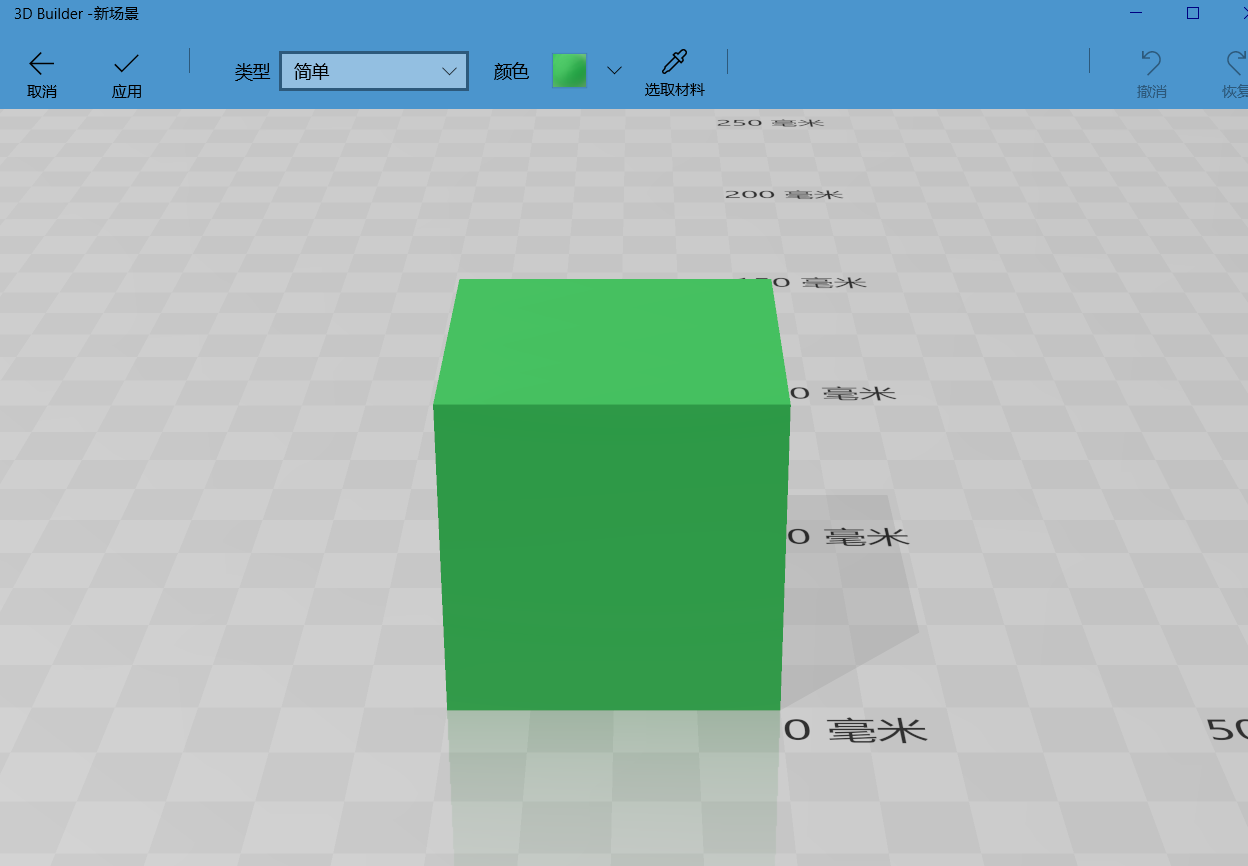 3D Builder -新场景
取消
应用
类型
简单
颜色
选取材料
撤消
恢复
250 毫米
200 毫米
50 毫米
0 毫米
0 毫米
0 毫米
50